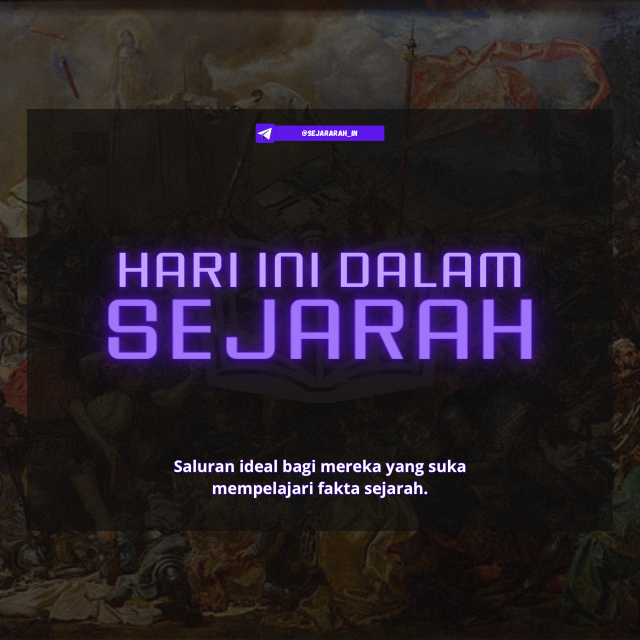 @SEJARARAH_IN
HARI INI DALAM
SEJARAH
Saluran ideal bagi mereka yang suka
mempelajari fakta sejarah.